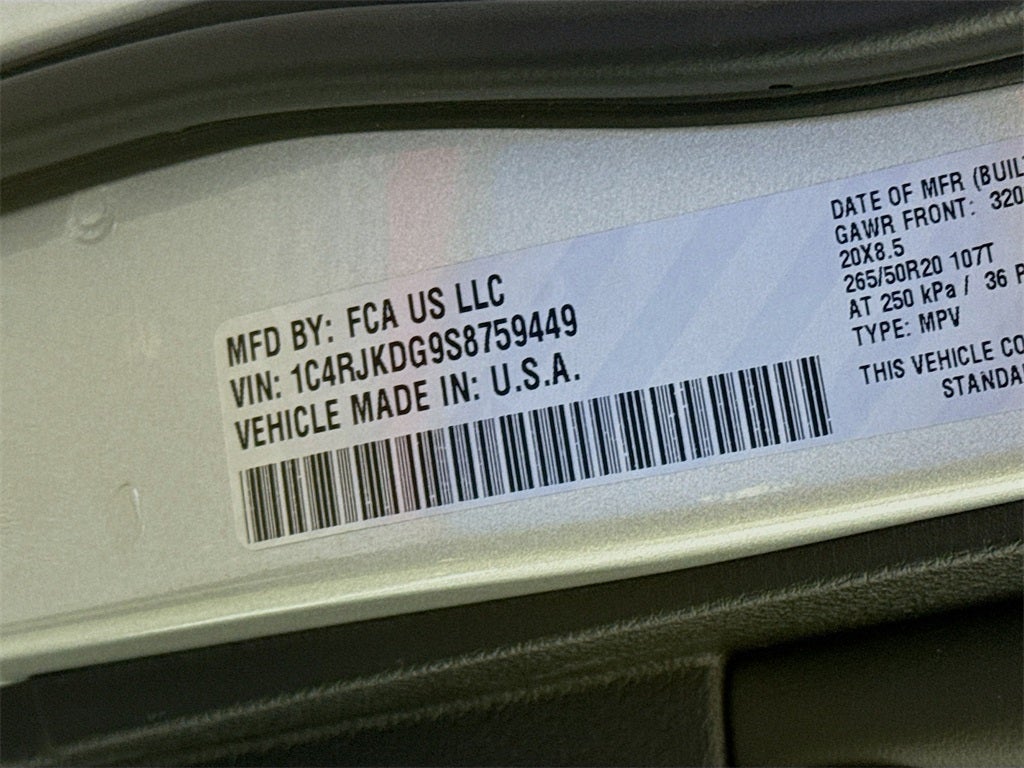 MFD BY: FCA US LLC
VIN: 1C4RJKDG9S8759449
VEHICLE MADE IN: U.S.A.
DATE OF MFR (BUIL
GAWR FRONT: 320
20X8.5
265/50R20 107T
AT 250 kPa / 36 P
TYPE: MPV
THIS VEHICLE CO
STANDA